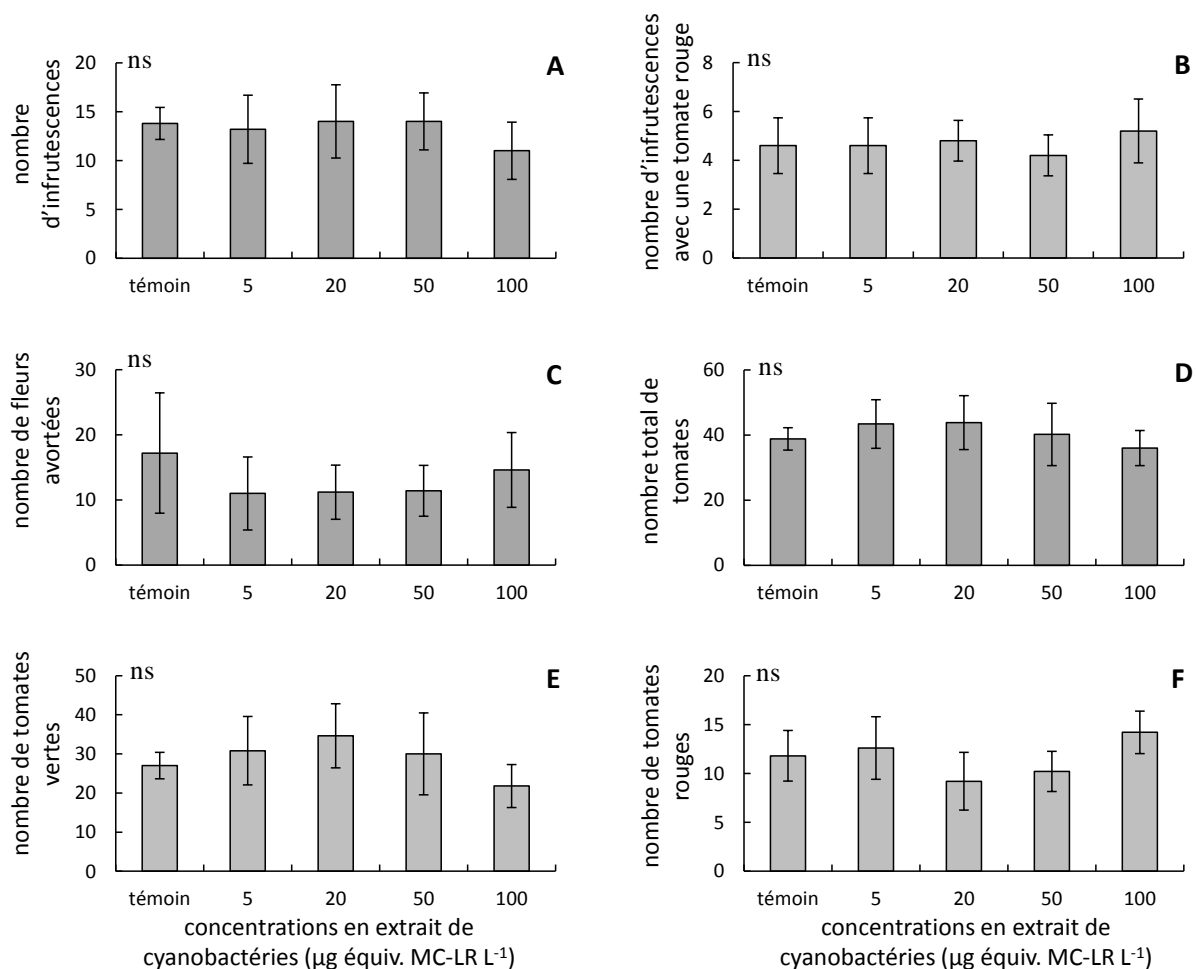 nombre
d’infrutescences
20
15
10
5
0
ns
A
témoin 5 20 50 100
nombre d’infrutescences
avec une tomate rouge
8
6
4
2
0
ns
B
témoin 5 20 50 100
nombre de fleurs
avortées
30
20
10
0
ns
C
témoin 5 20 50 100
nombre total de
tomates
60
40
20
0
ns
D
témoin 5 20 50 100
nombre de tomates
vertes
50
40
30
20
10
0
ns
E
témoin 5 20 50 100
concentrations en extrait de
cyanobactéries (µg équiv. MC-LR L⁻¹)
nombre de tomates
rouges
20
15
10
5
0
ns
F
témoin 5 20 50 100
concentrations en extrait de
cyanobactéries (µg équiv. MC-LR L⁻¹)